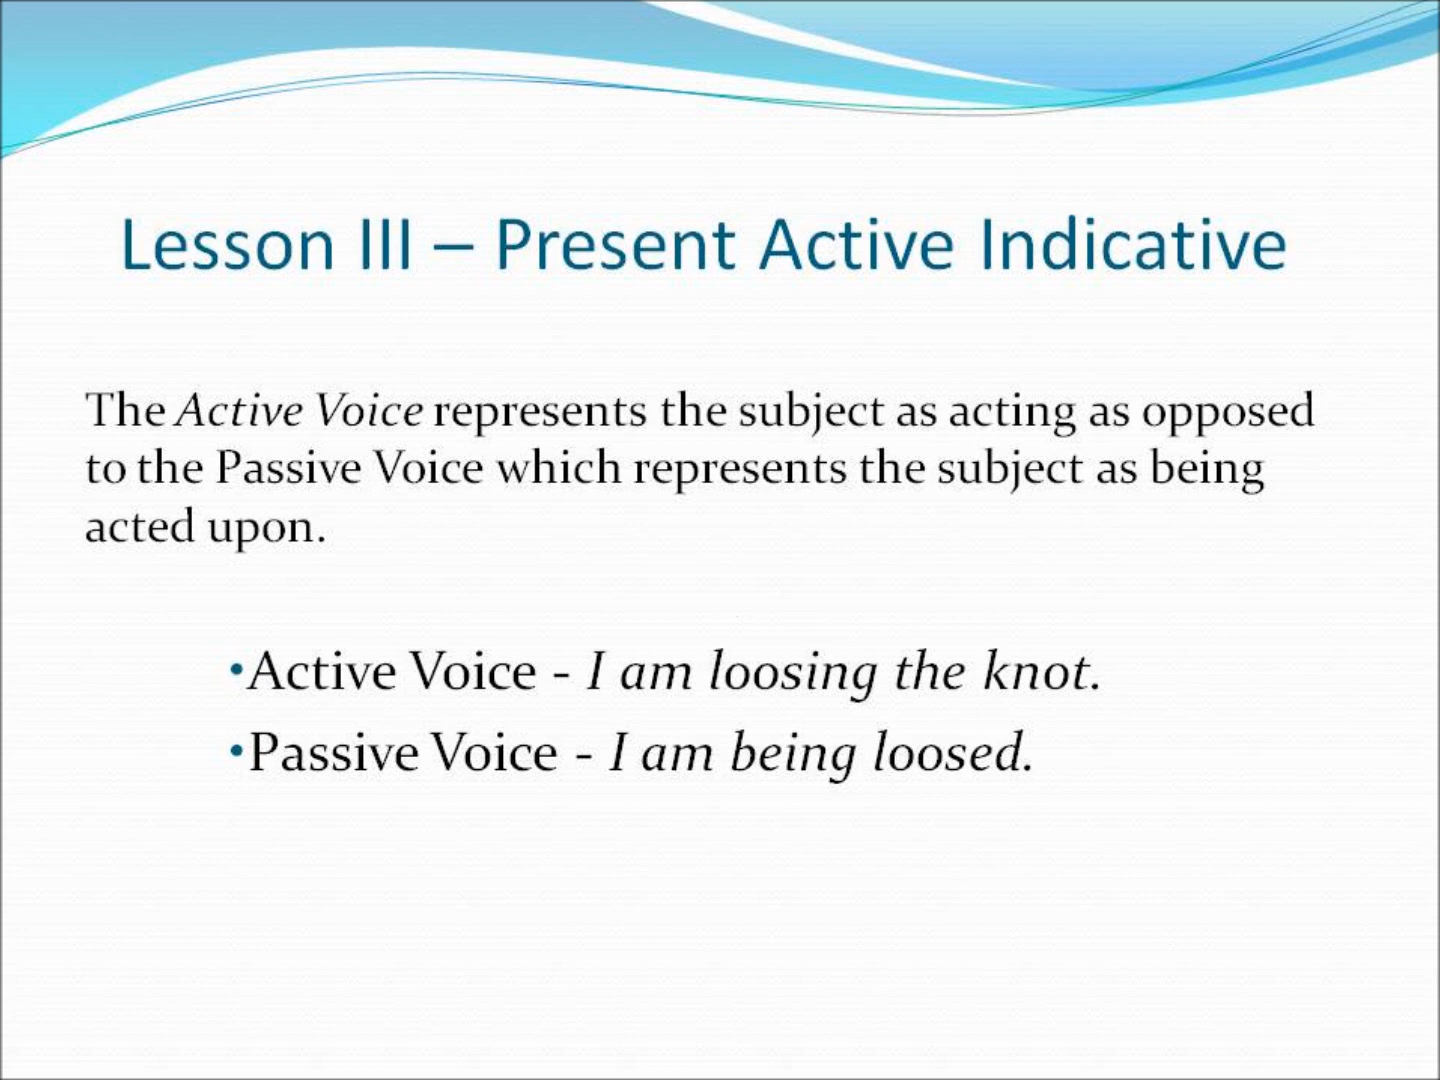 Lesson III – Present Active Indicative
The Active Voice represents the subject as acting as opposed
to the Passive Voice which represents the subject as being
acted upon.
•Active Voice - I am loosing the knot.
•Passive Voice - I am being loosed.